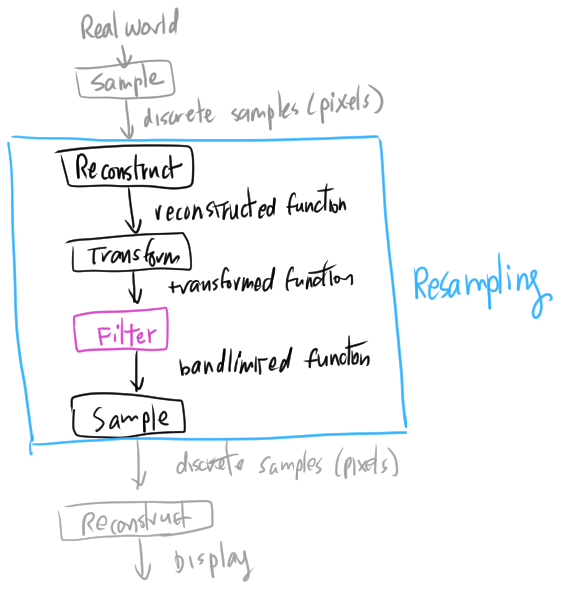 Real World
Sample
discrete samples (pixels)
Reconstruct
reconstructed function
Transform
transformed function
Resampling
Filter
bandlimited function
Sample
discrete samples (pixels)
Reconstruct
Display